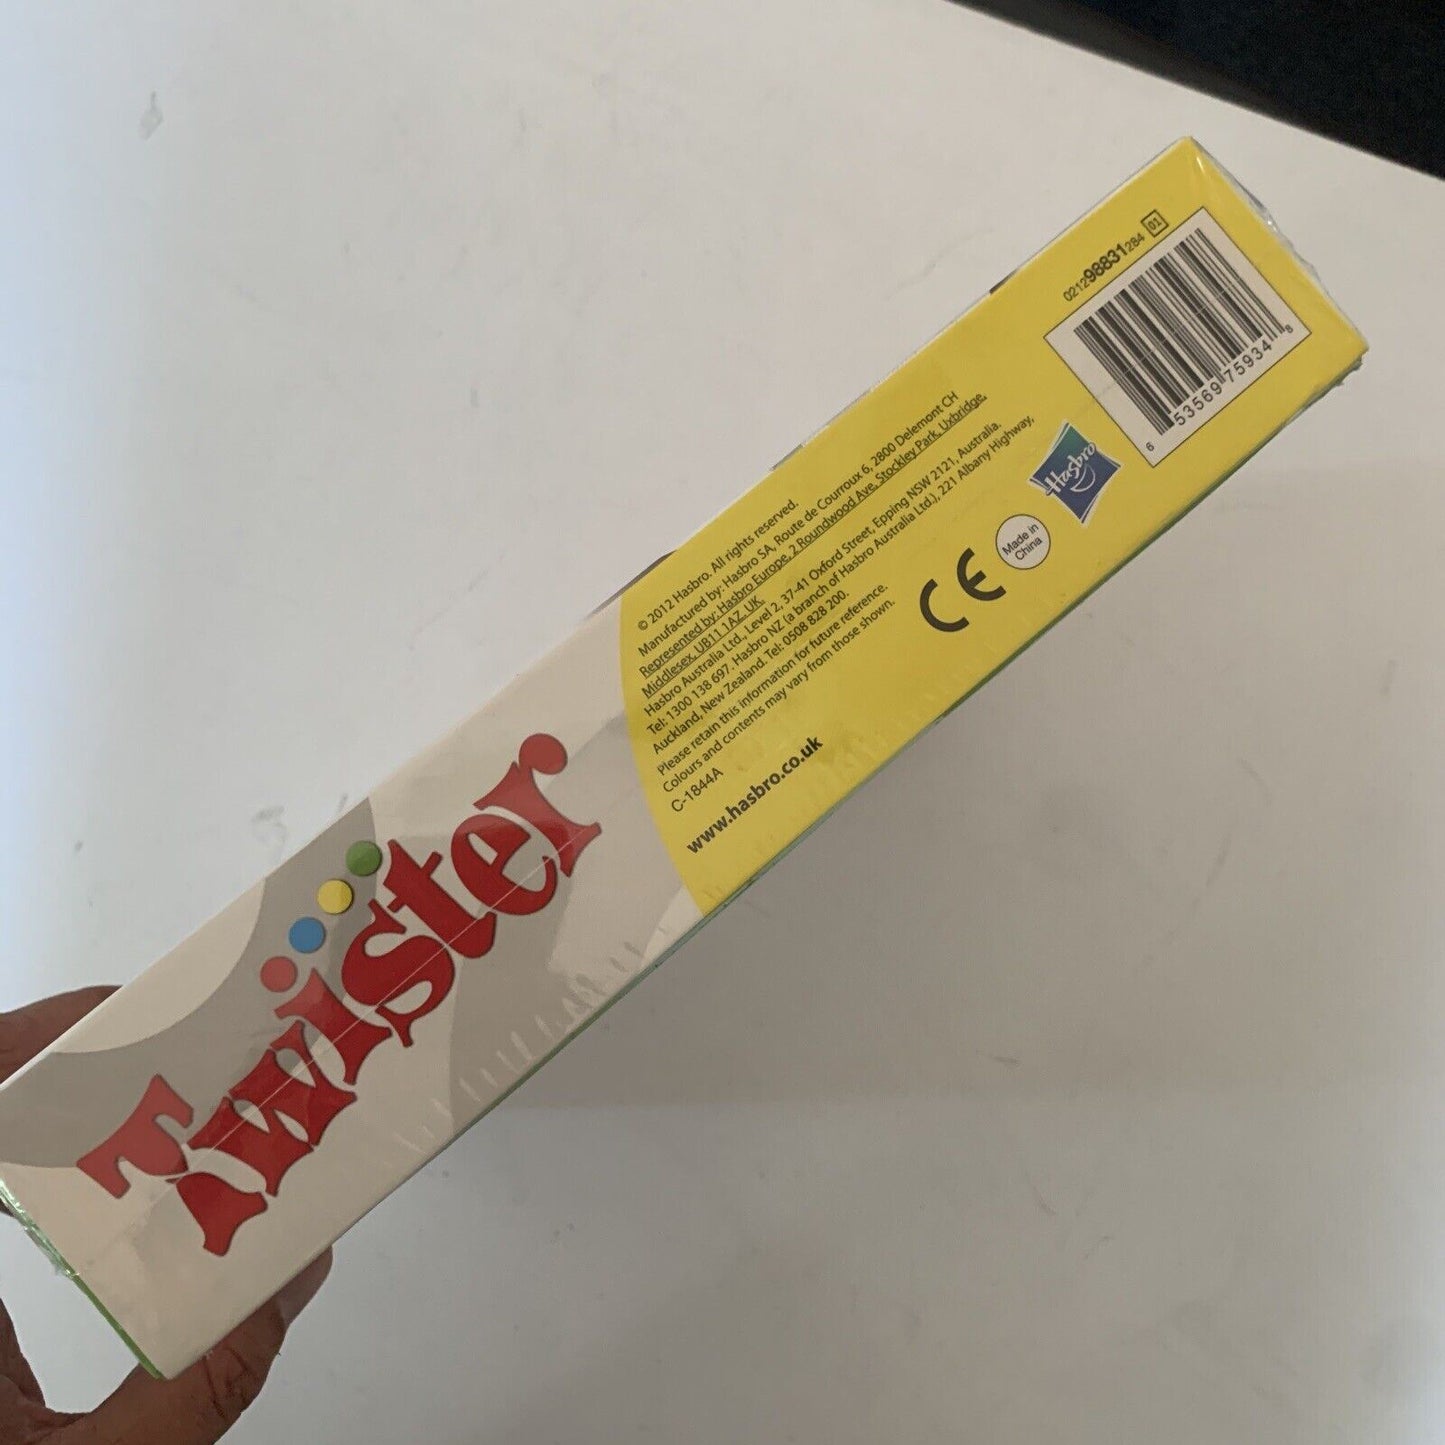 Twister
© 2012 Hasbro. All rights reserved.
Manufactured by: Hasbro SA, Route de Courroux 6, 2800 Delemont CH
Represented by: Hasbro Europe, 2 Roundwood Ave, Stockley Park, Uxbridge,
Middlesex, UB11 1AZ, UK.
Hasbro Australia Ltd., Level 2, 37-41 Oxford Street, Epping NSW 2121, Australia.
Tel: 1300 138 697. Hasbro NZ (a branch of Hasbro Australia Ltd.), 221 Albany Highway,
Auckland, New Zealand. Tel: 0508 828 200.
Please retain this information for future reference.
Colours and contents may vary from those shown.
C-1844A
www.hasbro.co.uk
CE
Made in
China
Hasbro
021298831284 01
6 53569 75934 8